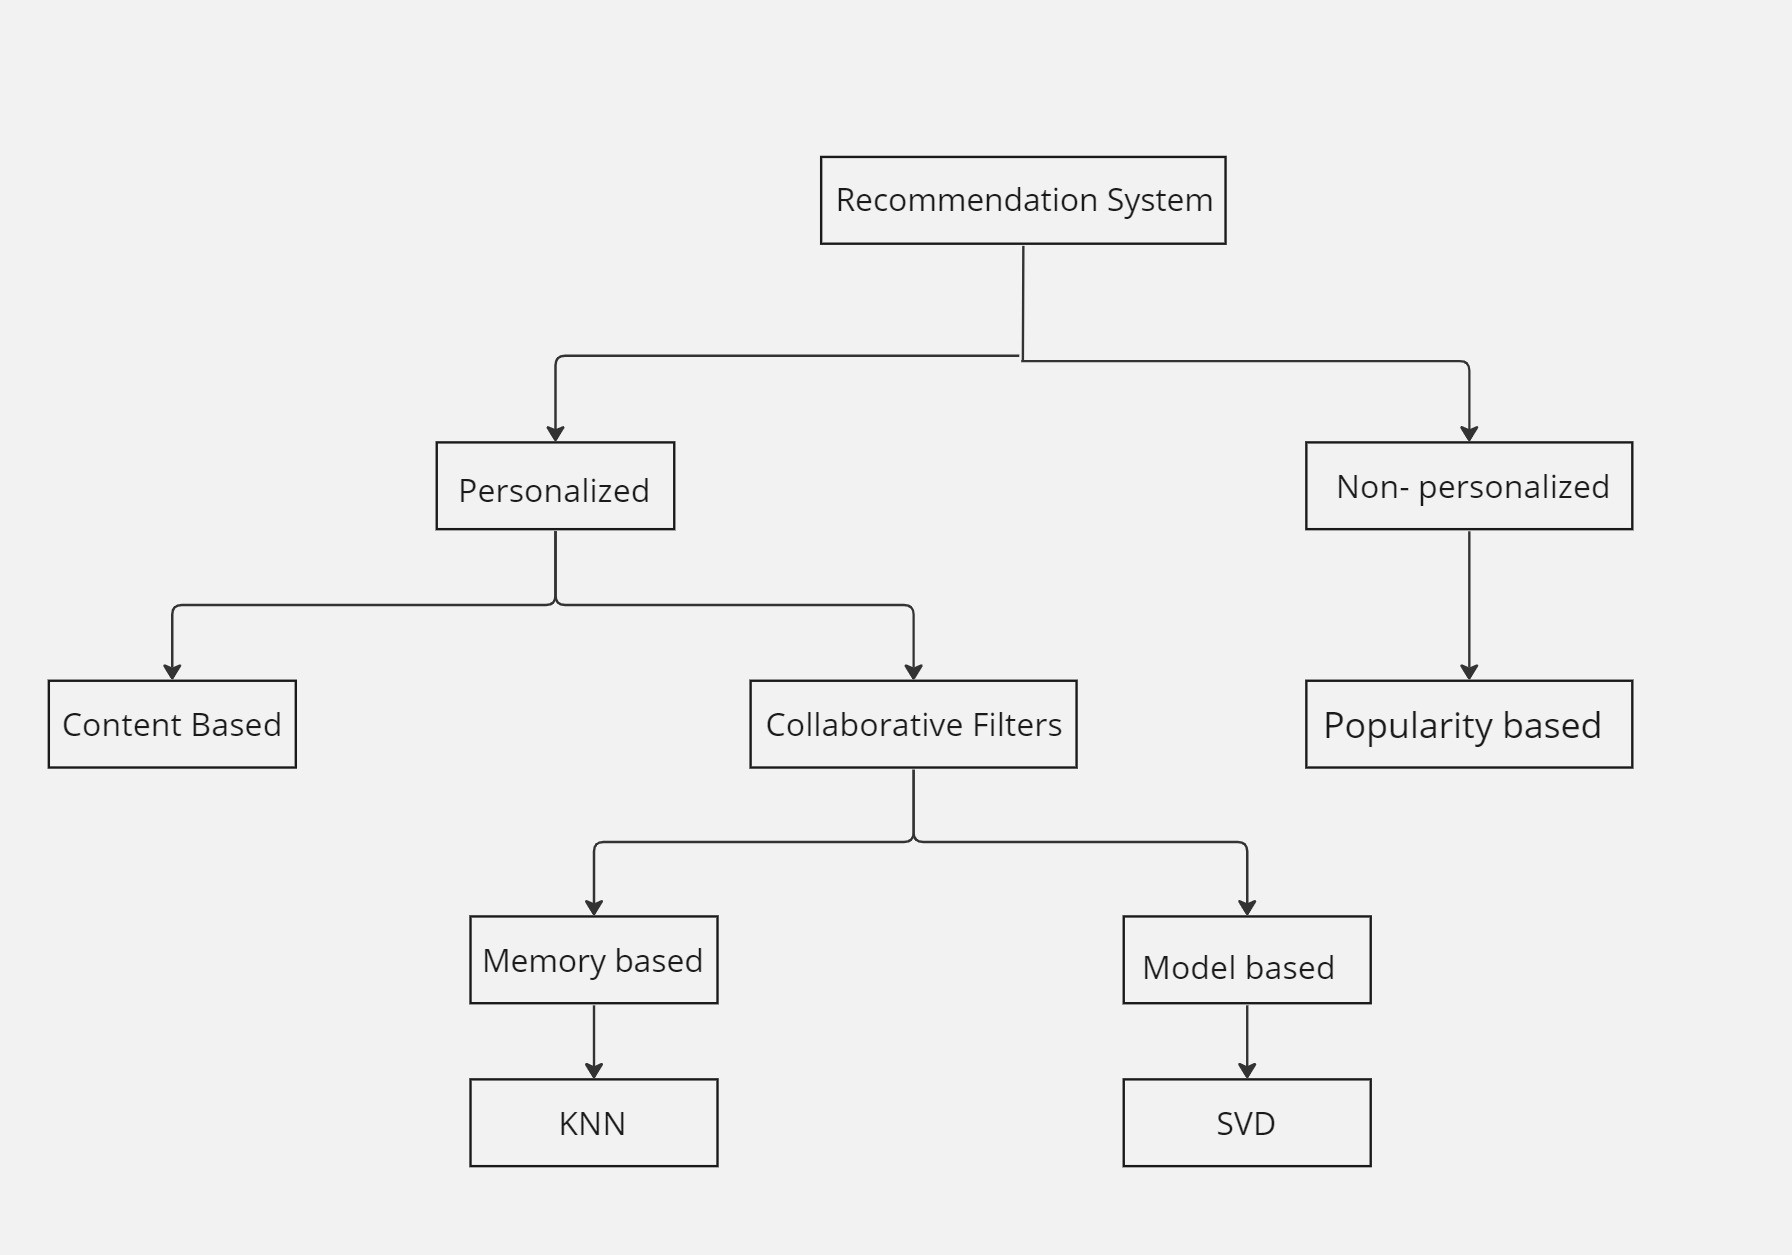 Recommendation System
Personalized
Non- personalized
Content Based
Collaborative Filters
Popularity based
Memory based
Model based
KNN
SVD